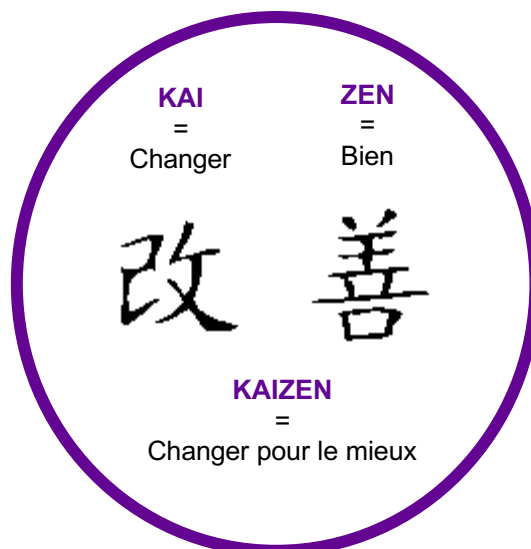 KAI ZEN
= =
Changer Bien
改 善
KAIZEN
=
Changer pour le mieux